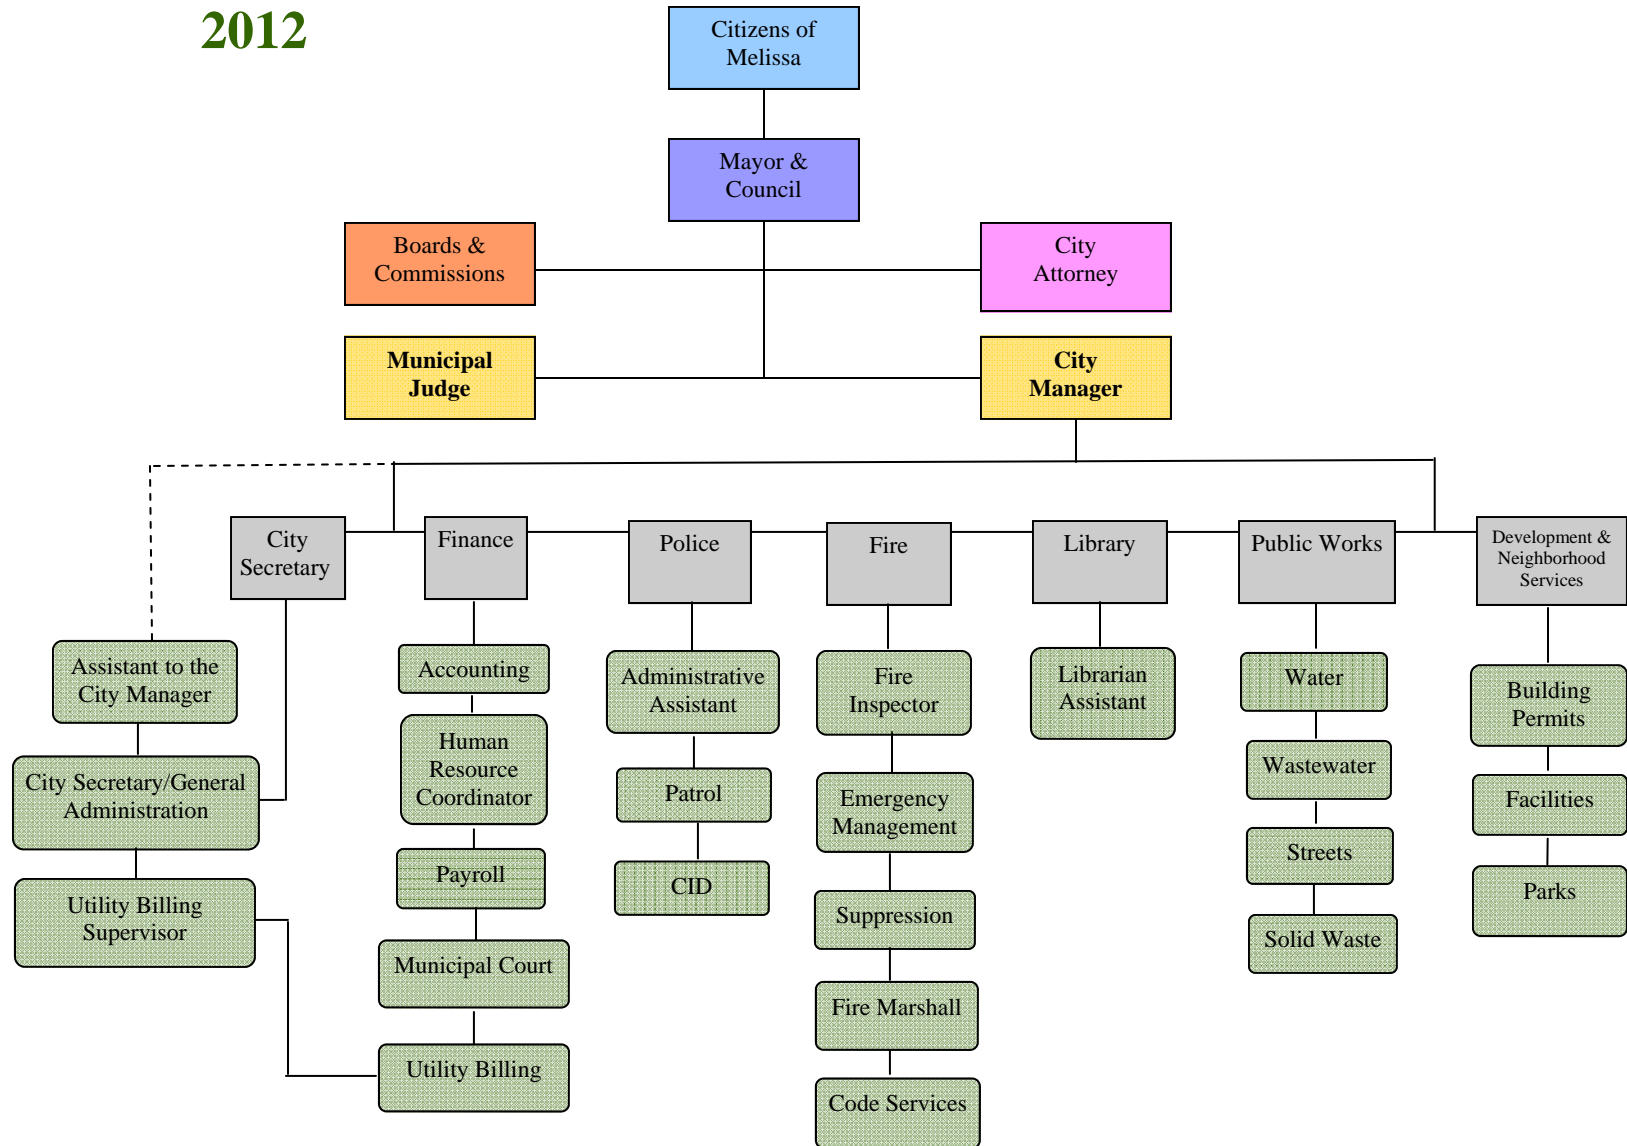 2012
Citizens of
Melissa
Mayor &
Council
Boards &
Commissions
City
Attorney
Municipal
Judge
City
Manager
City
Secretary
Finance
Police
Fire
Library
Public Works
Development &
Neighborhood
Services
Assistant to the
City Manager
City Secretary/General
Administration
Utility Billing
Supervisor
Accounting
Human
Resource
Coordinator
Payroll
Municipal Court
Utility Billing
Administrative
Assistant
Patrol
CID
Fire
Inspector
Emergency
Management
Suppression
Fire Marshall
Code Services
Librarian
Assistant
Water
Wastewater
Streets
Solid Waste
Building
Permits
Facilities
Parks